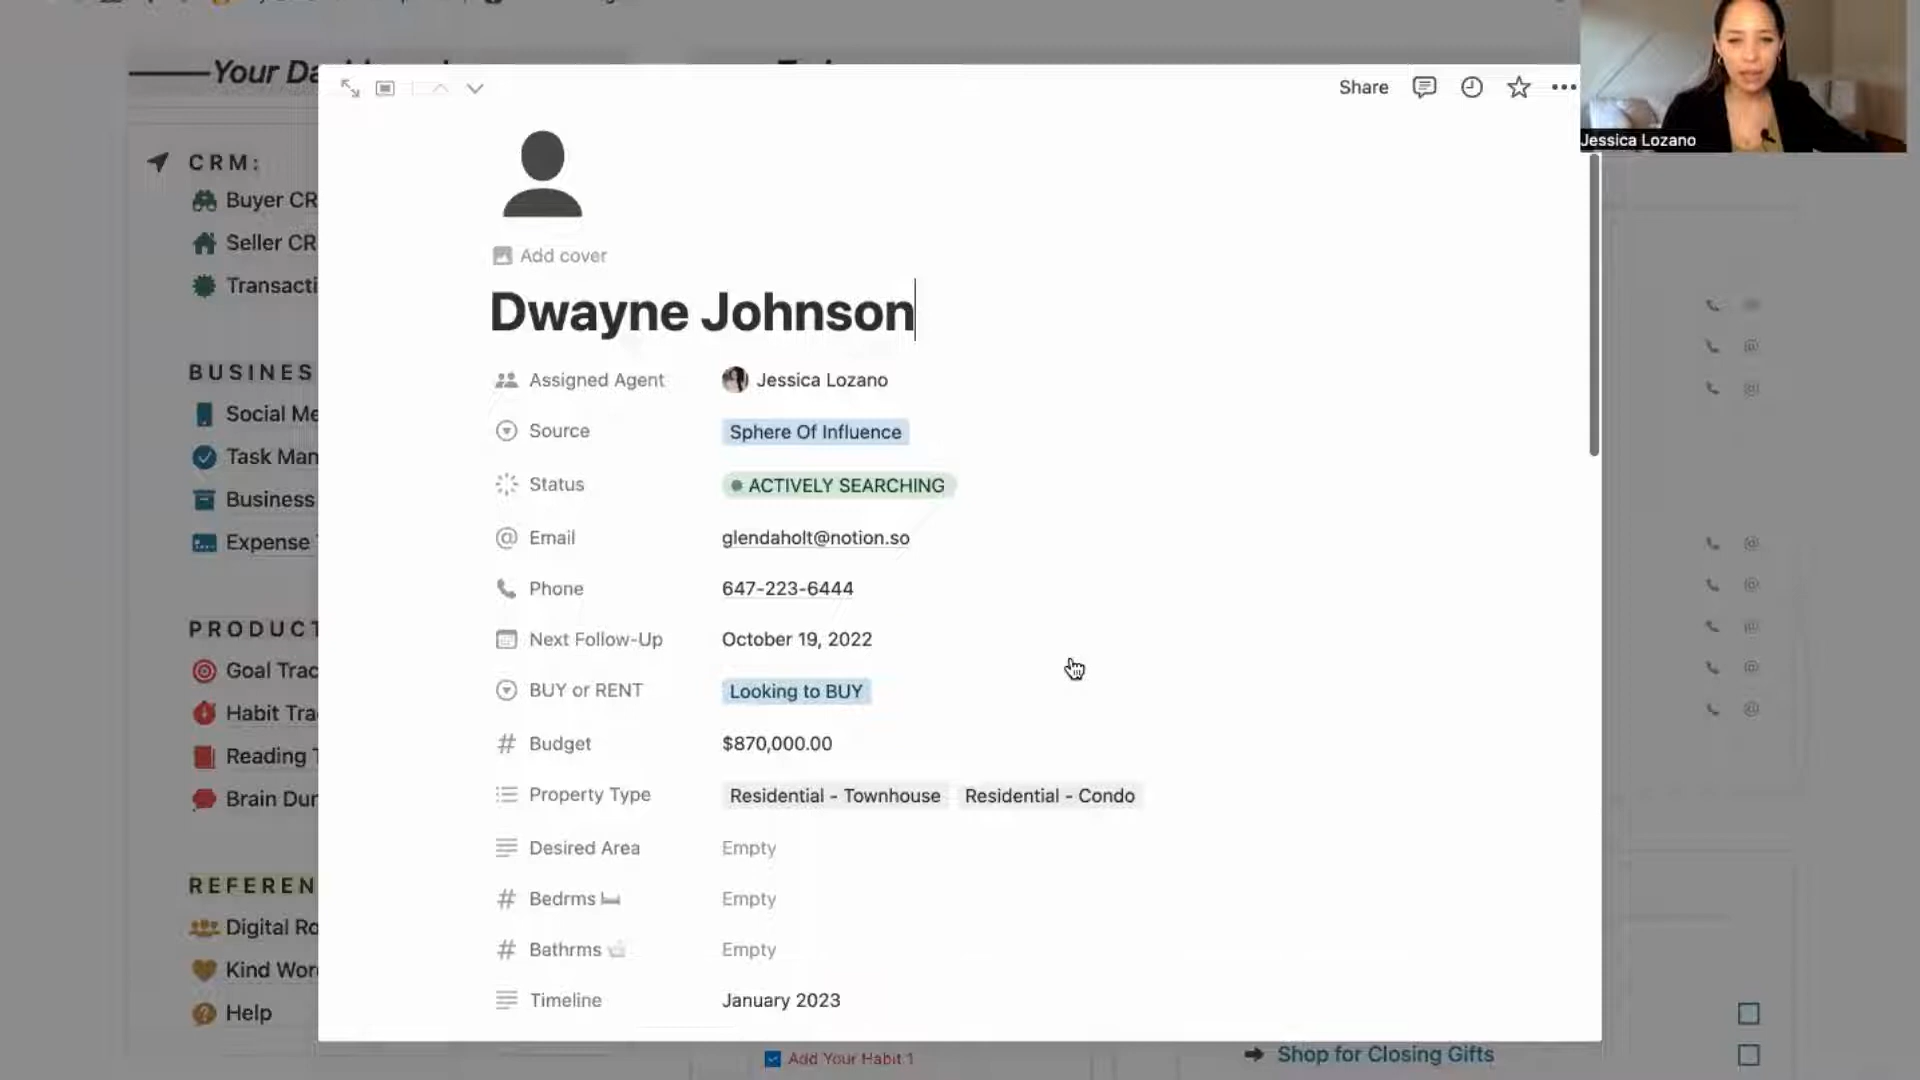 Your Da
Share
Jessica Lozano
CRM:
Buyer CR
Seller CR
Transacti
BUSINES
Social Me
Task Man
Business
Expense
PRODUCT
Goal Trac
Habit Tra
Reading T
Brain Dur
REFEREN
Digital Ro
Kind Wor
Help
Add cover
Dwayne Johnson
Assigned Agent Jessica Lozano
Source Sphere Of Influence
Status ACTIVELY SEARCHING
Email glendaholt@notion.so
Phone 647-223-6444
Next Follow-Up October 19, 2022
BUY or RENT Looking to BUY
# Budget $870,000.00
Property Type Residential - Townhouse Residential - Condo
Desired Area Empty
# Bedrms Empty
# Bathrms Empty
Timeline January 2023
Add Your Habit 1
Shop for Closing Gifts